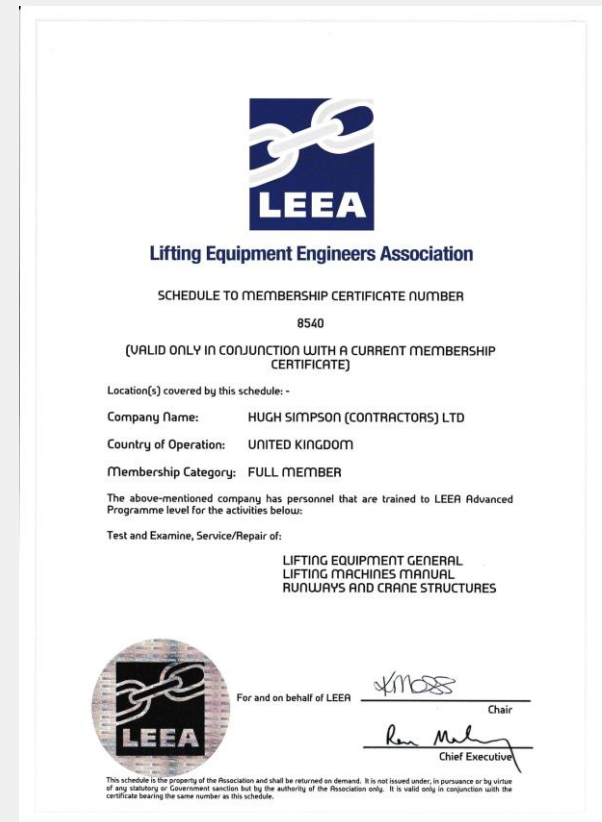 LEEA
Lifting Equipment Engineers Association
SCHEDULE TO MEMBERSHIP CERTIFICATE NUMBER
8540
(VALID ONLY IN CONJUNCTION WITH A CURRENT MEMBERSHIP
CERTIFICATE)
Location(s) covered by this schedule: -
Company Name: HUGH SIMPSON (CONTRACTORS) LTD
Country of Operation: UNITED KINGDOM
Membership Category: FULL MEMBER
The above-mentioned company has personnel that are trained to LEEA Advanced
Programme level for the activities below:
Test and Examine, Service/Repair of:
LIFTING EQUIPMENT GENERAL
LIFTING MACHINES MANUAL
RUNWAYS AND CRANE STRUCTURES
LEEA
For and on behalf of LEEA
KMOSS
Chair
Chief Executive
This schedule is the property of the Association and shall be returned on demand. It is not issued under, in pursuance or by virtue
of any statutory or Government sanction but by the authority of the Association only. It is valid only in conjunction with the
certificate bearing the same number as this schedule.